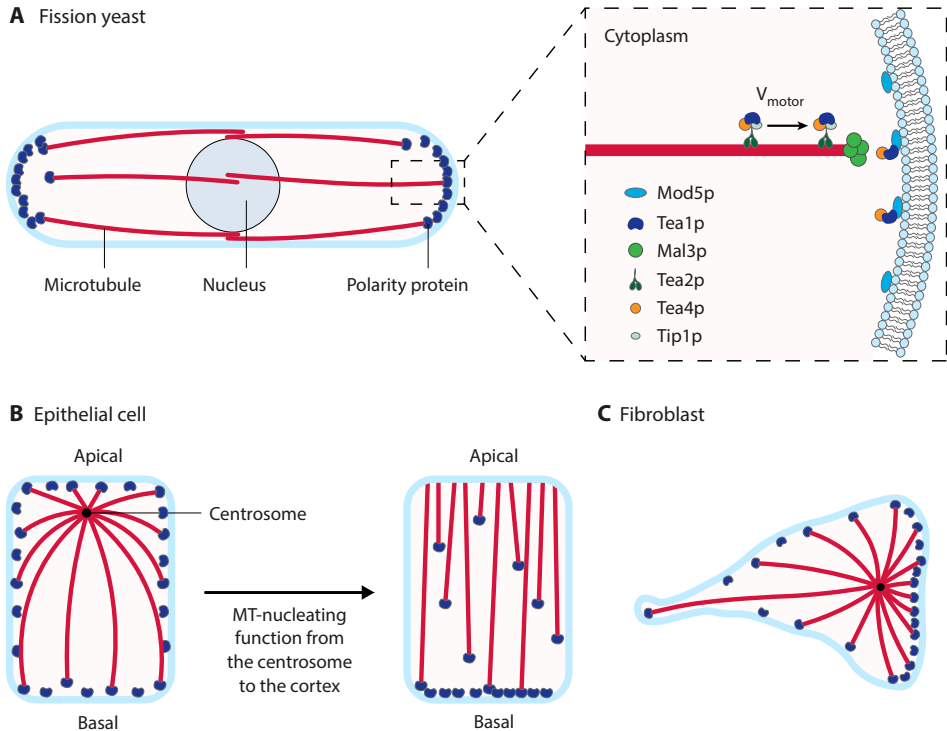 A Fission yeast
Microtubule
Nucleus
Polarity protein
Cytoplasm
Vmotor
Mod5p
Tea1p
Mal3p
Tea2p
Tea4p
Tip1p
B Epithelial cell
Apical
Centrosome
Basal
MT-nucleating
function from
the centrosome
to the cortex
Apical
Basal
C Fibroblast